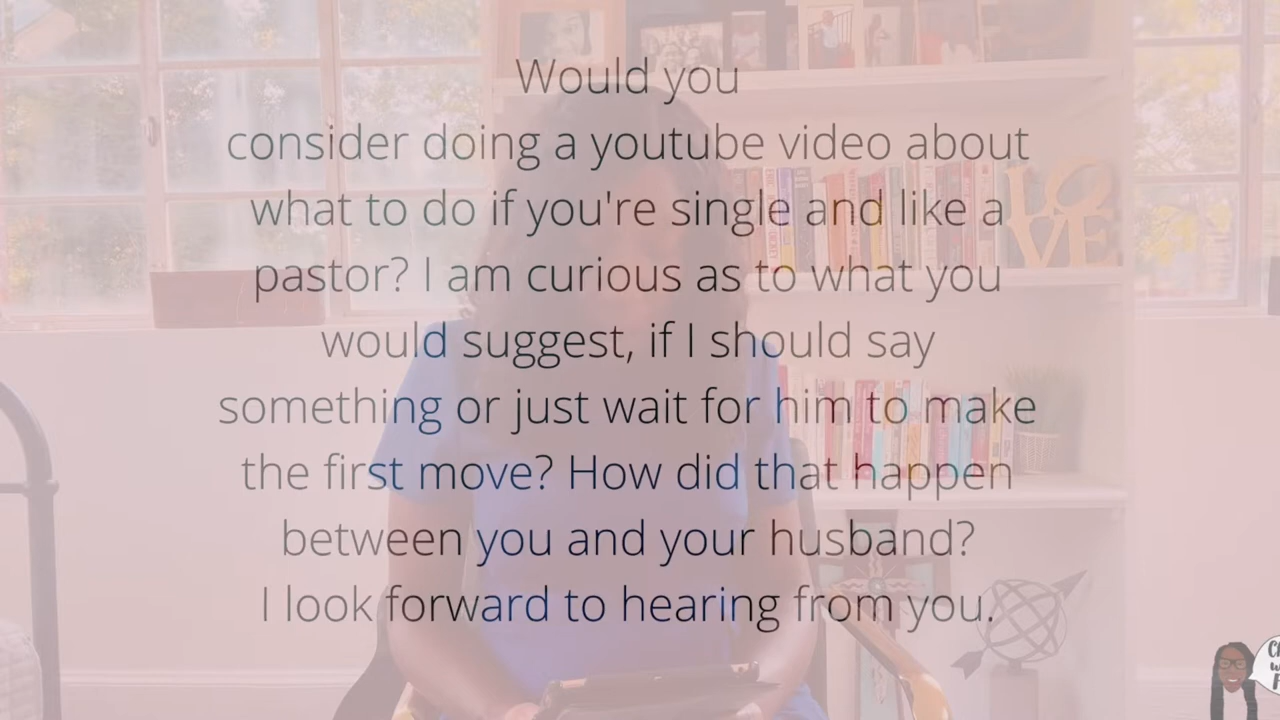 Would you
consider doing a youtube video about
what to do if you're single and like a
pastor? I am curious as to what you
would suggest, if I should say
something or just wait for him to make
the first move? How did that happen
between you and your husband?
I look forward to hearing from you.
LOVE